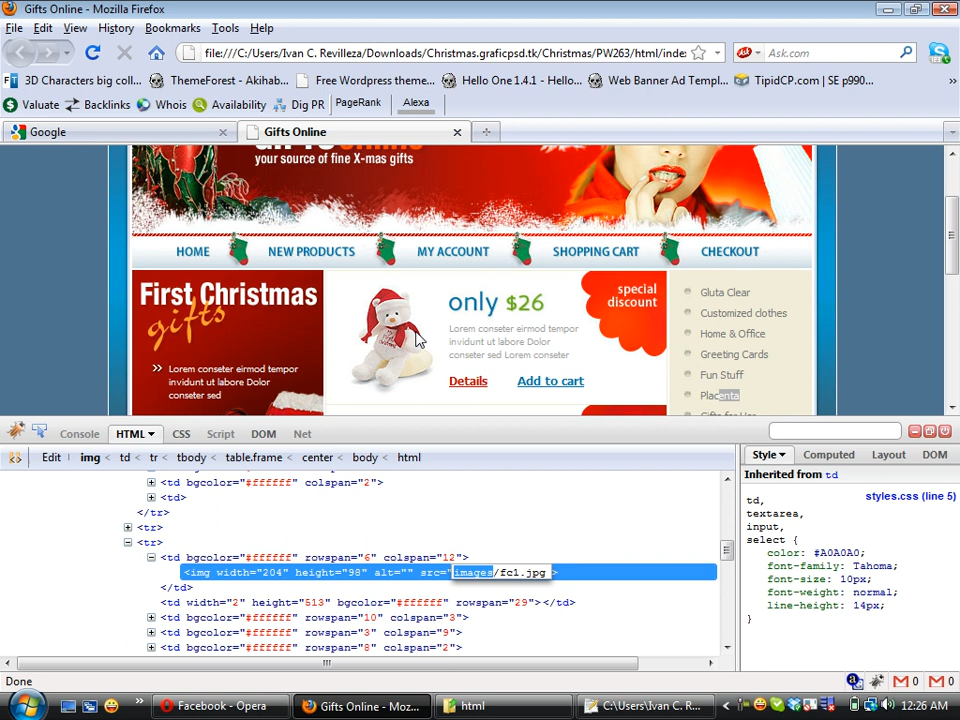 Gifts Online - Mozilla Firefox
File Edit View History Bookmarks Tools Help
file:///C:/Users/Ivan C. Revilleza/Downloads/Christmas.graficpsd.tk/Christmas/PW263/html/inde:
Ask.com
3D Characters big coll... ThemeForest - Akihab... Free Wordpress theme... Hello One 1.4.1 - Hello... Web Banner Ad Templ... TipidCP.com | SE p990...
Valuate Backlinks Whois Availability Dig PR PageRank Alexa
Google Gifts Online
your source of fine X-mas gifts
HOME NEW PRODUCTS MY ACCOUNT SHOPPING CART CHECKOUT
First Christmas
gifts
Lorem conseter eirmod tempor
invidunt ut labore Dolor
conseter sed
only $26
Lorem conseter eirmod tempor
invidunt ut labore Dolor
conseter sed Lorem conseter
Details Add to cart
special
discount
Gluta Clear
Customized clothes
Home & Office
Greeting Cards
Fun Stuff
Placenta
Console HTML CSS Script DOM Net
Edit img < td < tr < tbody < table.frame < center < body < html
<td bgcolor="#ffffff" colspan="2">
<td>
</tr>
<tr>
<tr>
<td bgcolor="#ffffff" rowspan="6" colspan="12">
<img width="204" height="98" alt="" src="images/fc1.jpg >
</td>
<td width="2" height="513" bgcolor="#ffffff" rowspan="29"></td>
<td bgcolor="#ffffff" rowspan="10" colspan="3">
<td bgcolor="#ffffff" rowspan="3" colspan="9">
<td bgcolor="#ffffff" rowspan="8" colspan="2">
Style Computed Layout DOM
Inherited from td
styles.css (line 5)
td,
textarea,
input,
select {
color: #A0A0A0;
font-family: Tahoma;
font-size: 10px;
font-weight: normal;
line-height: 14px;
}
Done
0 0
Facebook - Opera Gifts Online - Moz... html C:\Users\Ivan C. R... 12:26 AM